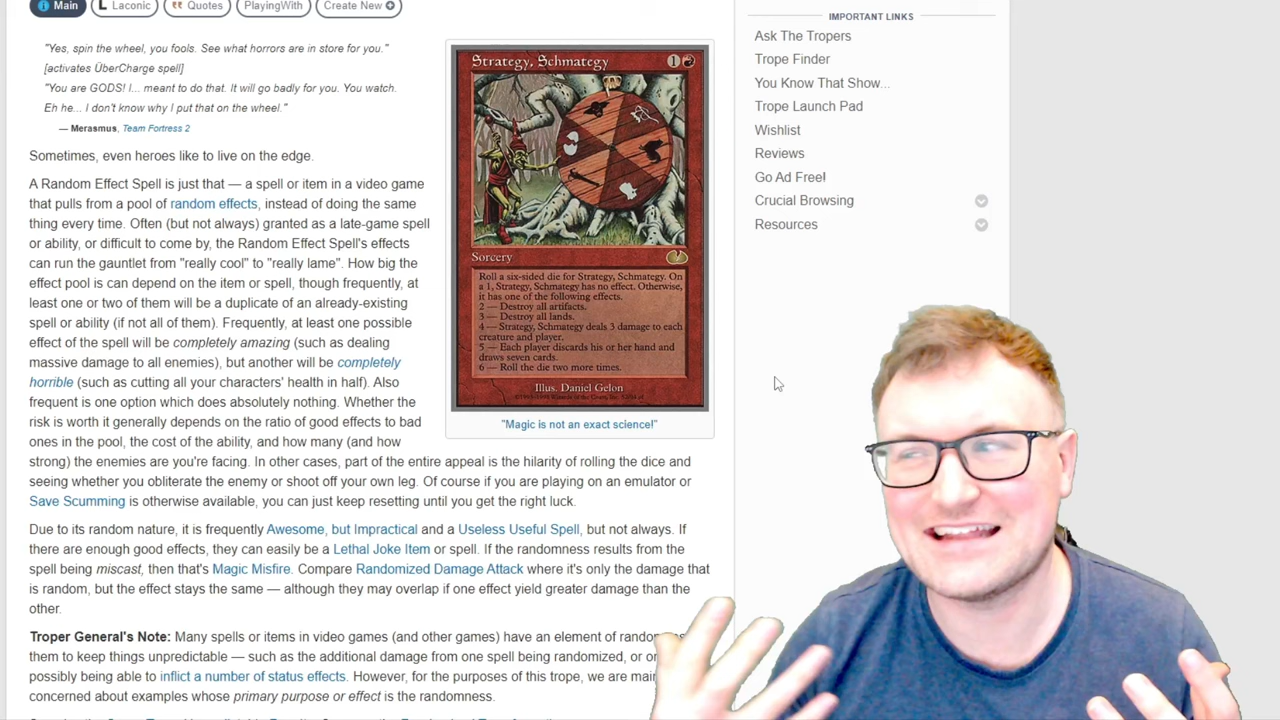 Main
Laconic
Quotes
PlayingWith
Create New
"Yes, spin the wheel, you fools. See what horrors are in store for you."
[activates ÜberCharge spell]
"You are GODS! I... meant to do that. It will go badly for you. You watch.
Eh he... I don't know why I put that on the wheel."
— Merasmus, Team Fortress 2
Sometimes, even heroes like to live on the edge.
A Random Effect Spell is just that — a spell or item in a video game
that pulls from a pool of random effects, instead of doing the same
thing every time. Often (but not always) granted as a late-game spell
or ability, or difficult to come by, the Random Effect Spell's effects
can run the gauntlet from "really cool" to "really lame". How big the
effect pool is can depend on the item or spell, though frequently, at
least one or two of them will be a duplicate of an already-existing
spell or ability (if not all of them). Frequently, at least one possible
effect of the spell will be completely amazing (such as dealing
massive damage to all enemies), but another will be completely
horrible (such as cutting all your characters' health in half). Also
frequent is one option which does absolutely nothing. Whether the
risk is worth it generally depends on the ratio of good effects to bad
ones in the pool, the cost of the ability, and how many (and how
strong) the enemies are you're facing. In other cases, part of the entire appeal is the hilarity of rolling the dice and
seeing whether you obliterate the enemy or shoot off your own leg. Of course if you are playing on an emulator or
Save Scumming is otherwise available, you can just keep resetting until you get the right luck.
Due to its random nature, it is frequently Awesome, but Impractical and a Useless Useful Spell, but not always. If
there are enough good effects, they can easily be a Lethal Joke Item or spell. If the randomness results from the
spell being miscast, then that's Magic Misfire. Compare Randomized Damage Attack where it's only the damage that
is random, but the effect stays the same — although they may overlap if one effect yield greater damage than the
other.
Troper General's Note: Many spells or items in video games (and other games) have an element of
them to keep things unpredictable — such as the additional damage from one spell being randomized, or
possibly being able to inflict a number of status effects. However, for the purposes of this trope, we are
concerned about examples whose primary purpose or effect is the randomness.
Strategy, Schmategy
1
Sorcery
Roll a six-sided die for Strategy, Schmategy. On
a 1, Strategy, Schmategy has no effect. Otherwise,
it has one of the following effects.
2 — Destroy all artifacts.
3 — Destroy all lands.
4 — Strategy, Schmategy deals 3 damage to each
creature and player.
5 — Each player discards his or her hand and
draws seven cards.
6 — Roll the die two more times.
Illus. Daniel Gelon
"Magic is not an exact science!"
IMPORTANT LINKS
Ask The Tropers
Trope Finder
You Know That Show...
Trope Launch Pad
Wishlist
Reviews
Go Ad Free!
Crucial Browsing
Resources